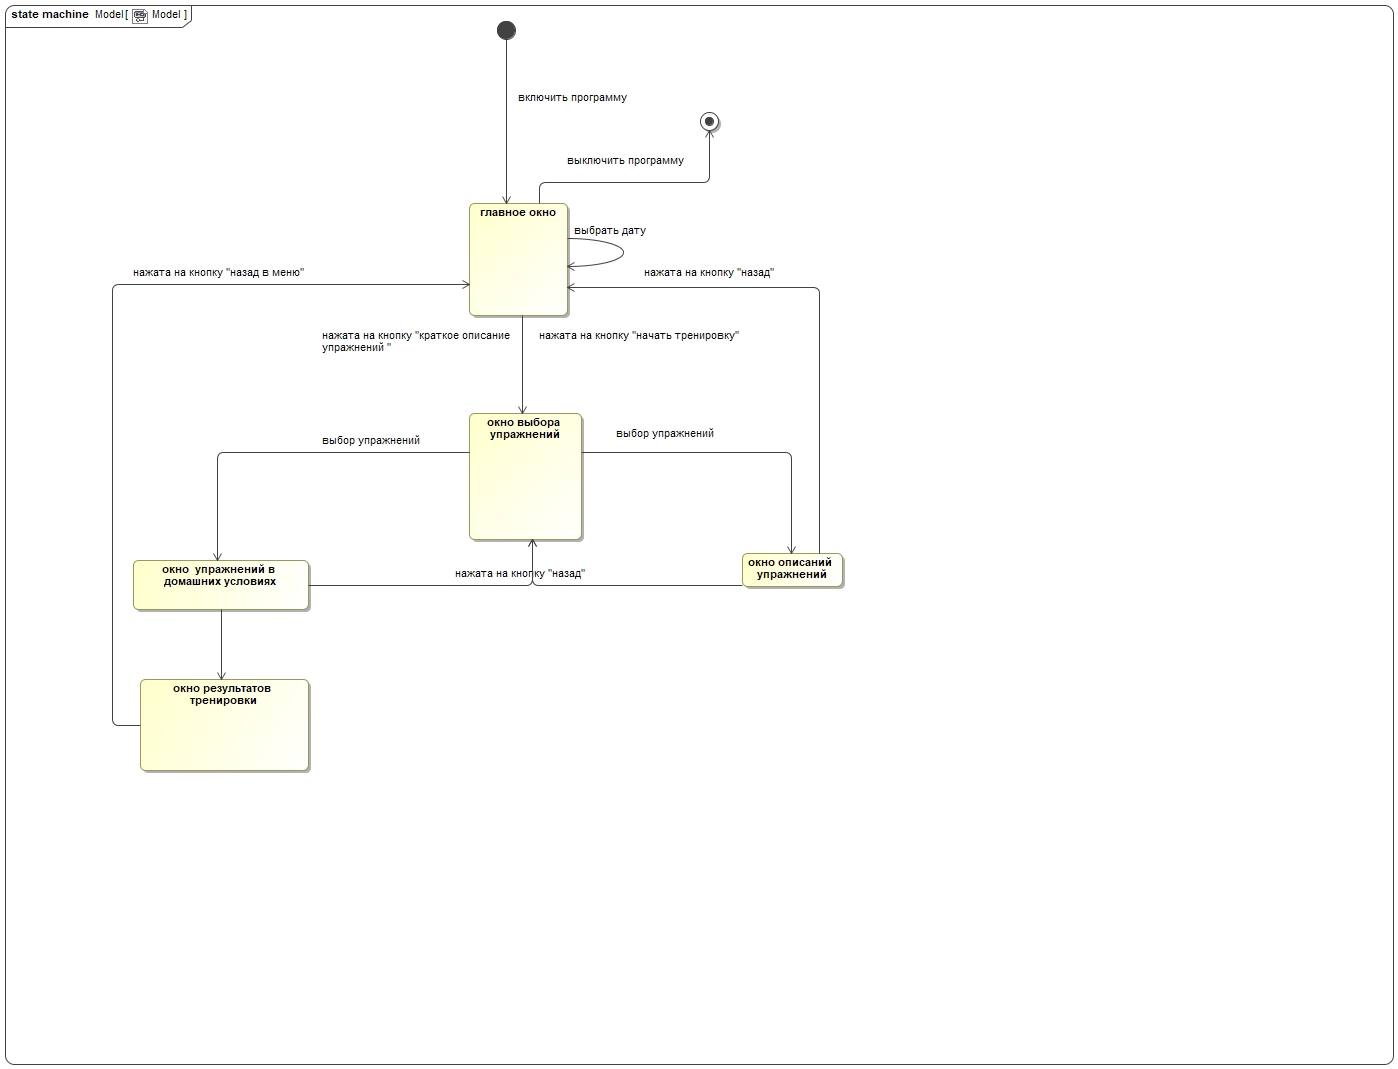 state machine Model[ Model ]
включить программу
выключить программу
главное окно
выбрать дату
нажата на кнопку "назад в меню"
нажата на кнопку "назад"
нажата на кнопку "краткое описание
упражнений "
нажата на кнопку "начать тренировку"
окно выбора
упражнений
выбор упражнений
выбор упражнений
окно  упражнений в
домашних условиях
нажата на кнопку "назад"
окно описаний
упражнений
окно результатов
тренировки